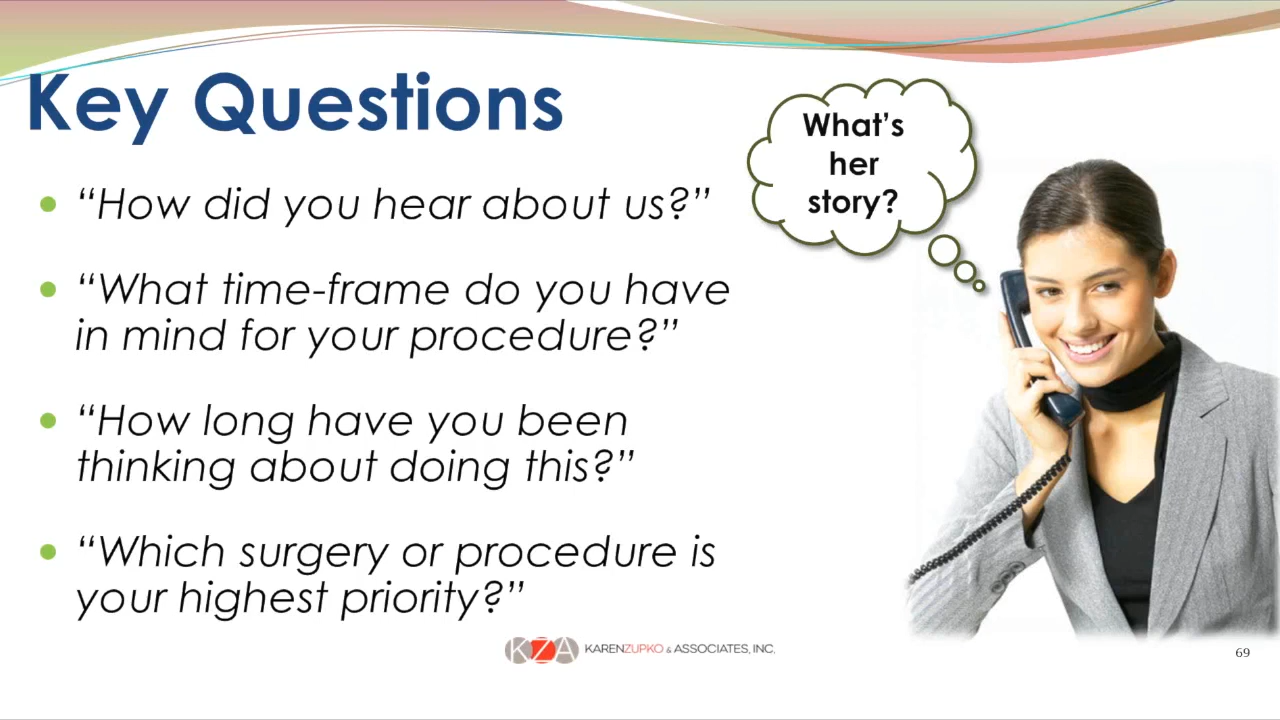 Key Questions
What's
her
story?
• “How did you hear about us?”
• “What time-frame do you have
in mind for your procedure?”
• “How long have you been
thinking about doing this?”
• “Which surgery or procedure is
your highest priority?”
KZA KARENZUPKO & ASSOCIATES, INC.
69